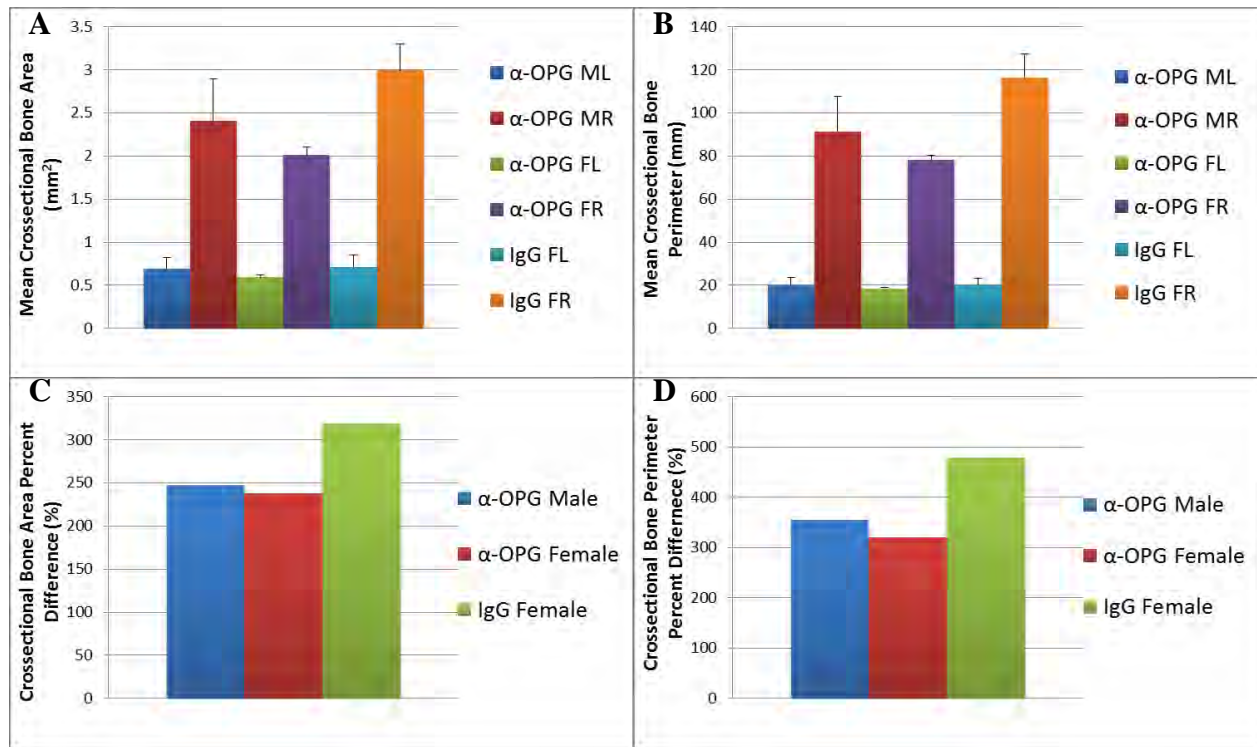 A
Mean Crossectional Bone Area
(mm²)
3.5
3
2.5
2
1.5
1
0.5
0
α-OPG ML
α-OPG MR
α-OPG FL
α-OPG FR
IgG FL
IgG FR
B
Mean Crossectional Bone
Perimeter (mm)
140
120
100
80
60
40
20
0
α-OPG ML
α-OPG MR
α-OPG FL
α-OPG FR
IgG FL
IgG FR
C
Crossectional Bone Area Percent
Difference (%)
350
300
250
200
150
100
50
0
α-OPG Male
α-OPG Female
IgG Female
D
Crossectional Bone Perimeter
Percent Differnece (%)
600
500
400
300
200
100
0
α-OPG Male
α-OPG Female
IgG Female